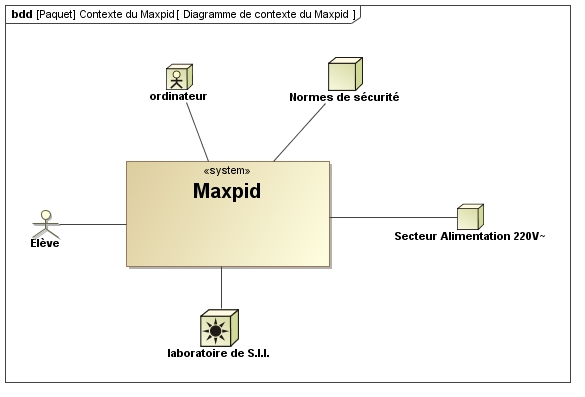 bdd [Paquet] Contexte du Maxpid [ Diagramme de contexte du Maxpid ]
ordinateur
Normes de sécurité
«system»
Maxpid
Elève
Secteur Alimentation 220V~
laboratoire de S.I.I.